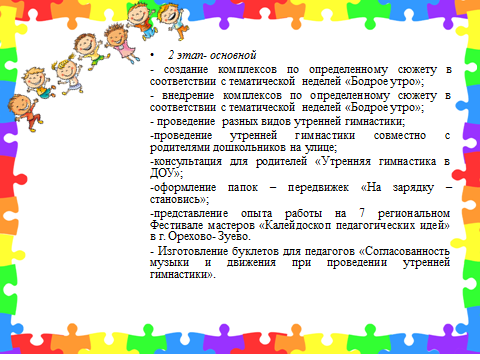 • 2 этап- основной
- создание комплексов по определенному сюжету в
соответствии с тематической неделей «Бодрое утро»;
- внедрение комплексов по определенному сюжету в
соответствии с тематической неделей «Бодрое утро»;
- проведение разных видов утренней гимнастики;
-проведение утренней гимнастики совместно с
родителями дошкольников на улице;
-консультация для родителей «Утренняя гимнастика в
ДОУ»;
-оформление папок – передвижек «На зарядку –
становись»;
-представление опыта работы на 7 региональном
Фестивале мастеров «Калейдоскоп педагогических идей»
в г. Орехово- Зуево.
- Изготовление буклетов для педагогов «Согласованность
музыки и движения при проведении утренней
гимнастики».